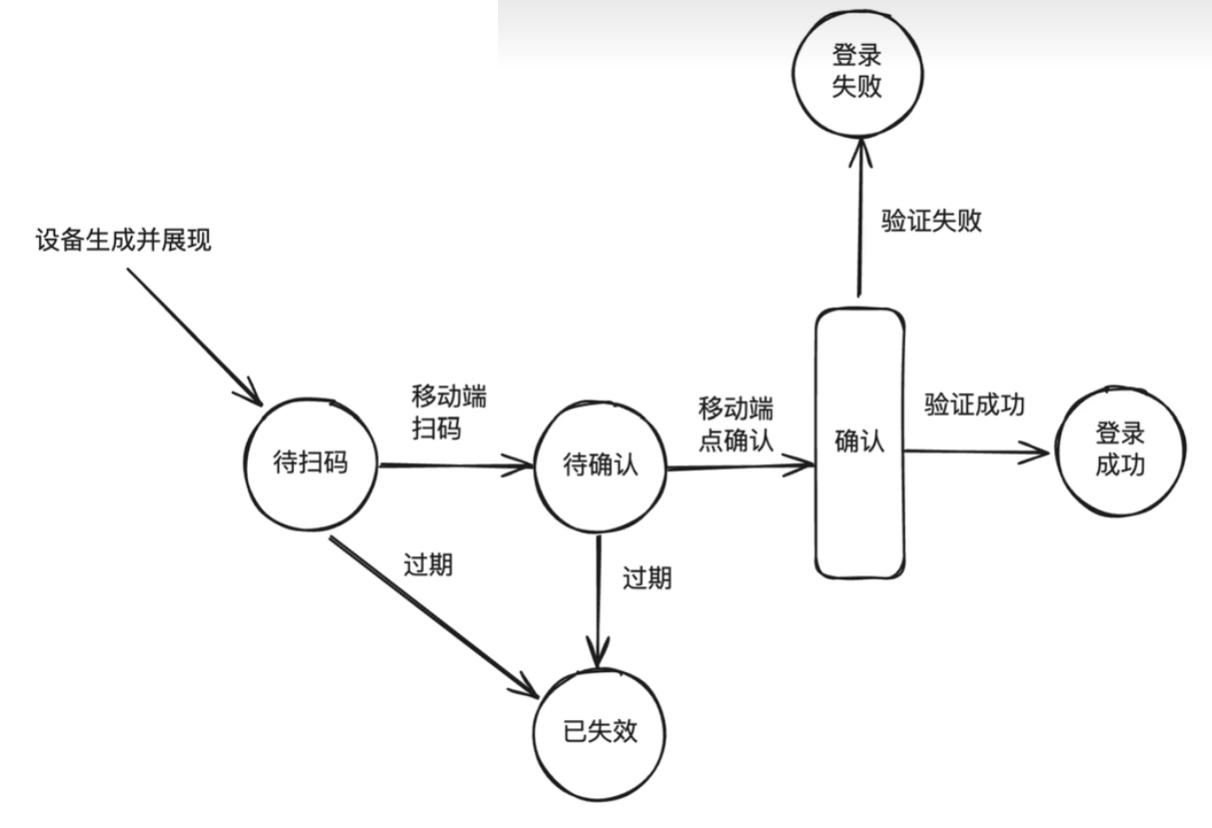 登录
失败
验证失败
设备生成并展现
移动端
扫码
移动端
点确认
验证成功
待扫码
待确认
确认
登录
成功
过期
过期
已失效